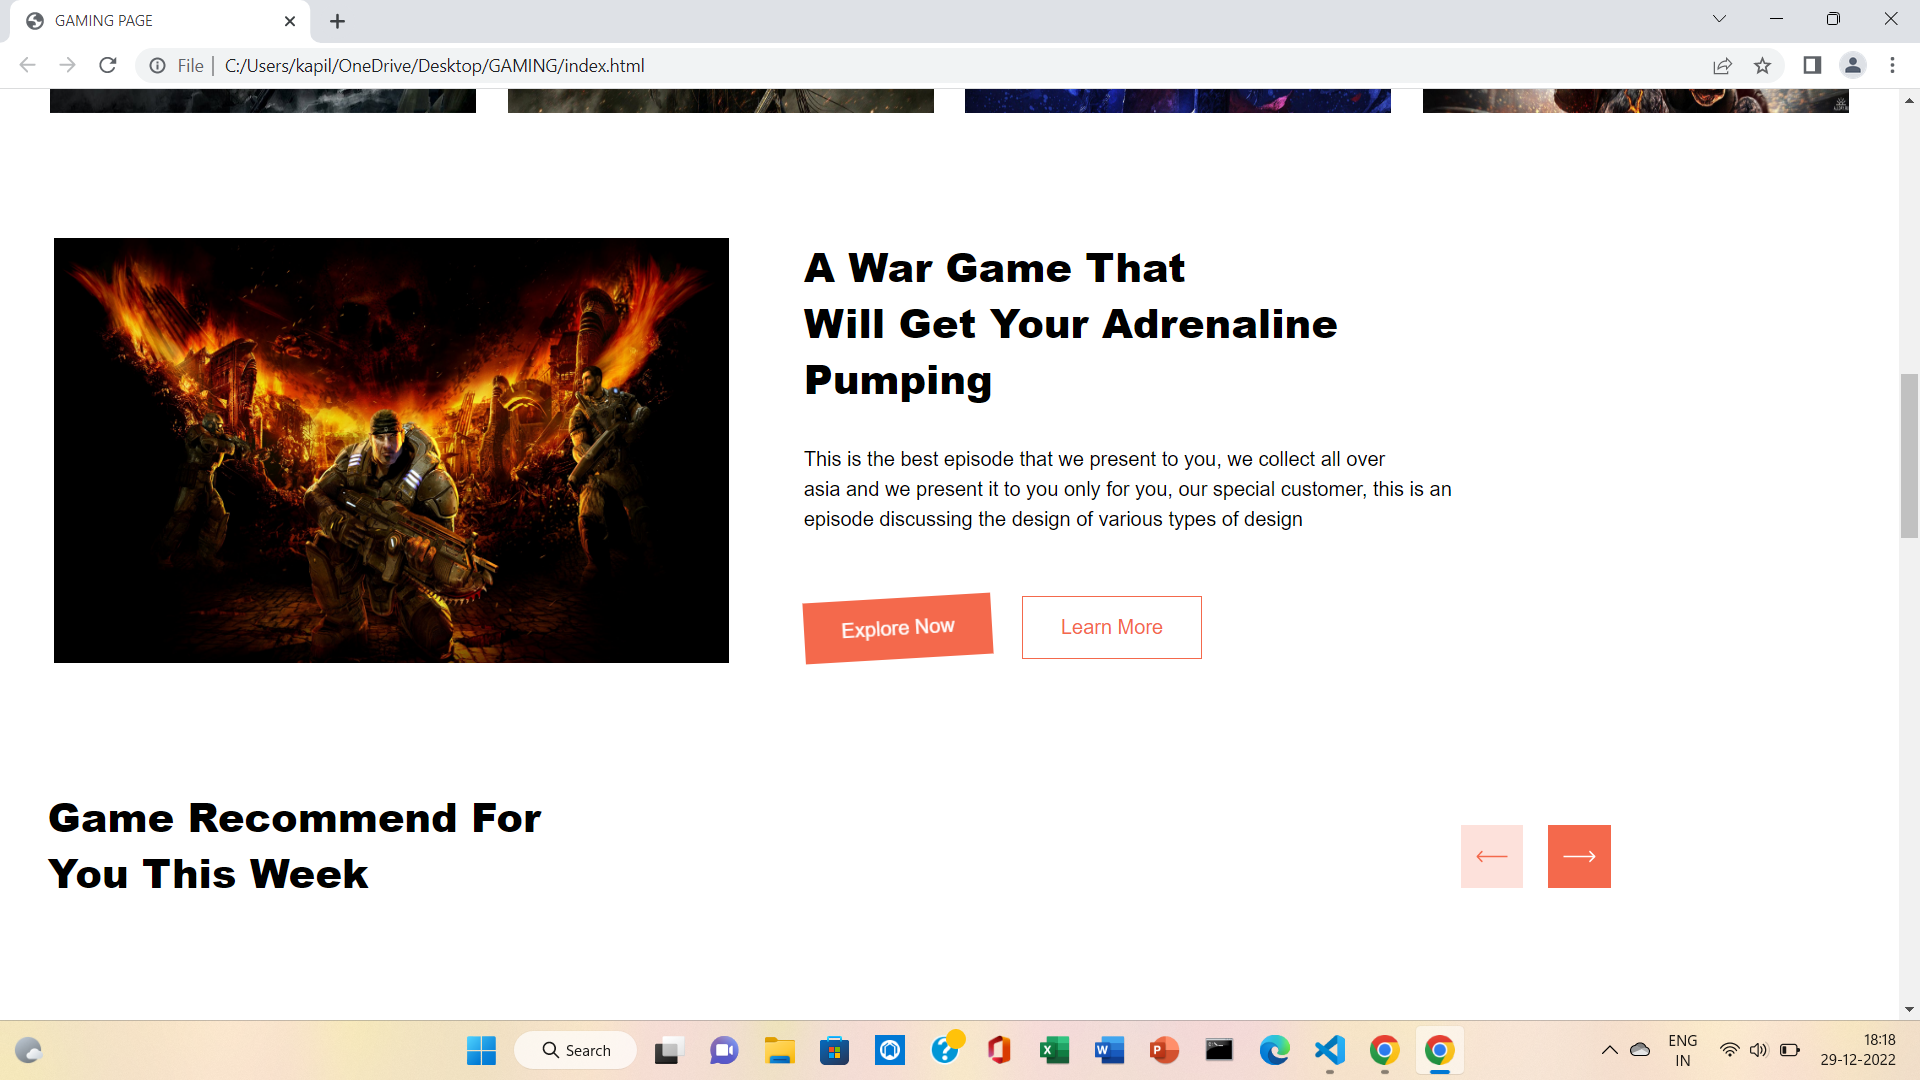 GAMING PAGE
File | C:/Users/kapil/OneDrive/Desktop/GAMING/index.html
A War Game That
Will Get Your Adrenaline
Pumping
This is the best episode that we present to you, we collect all over
asia and we present it to you only for you, our special customer, this is an
episode discussing the design of various types of design
Explore Now
Learn More
Game Recommend For
You This Week
Search
ENG
IN
18:18
29-12-2022